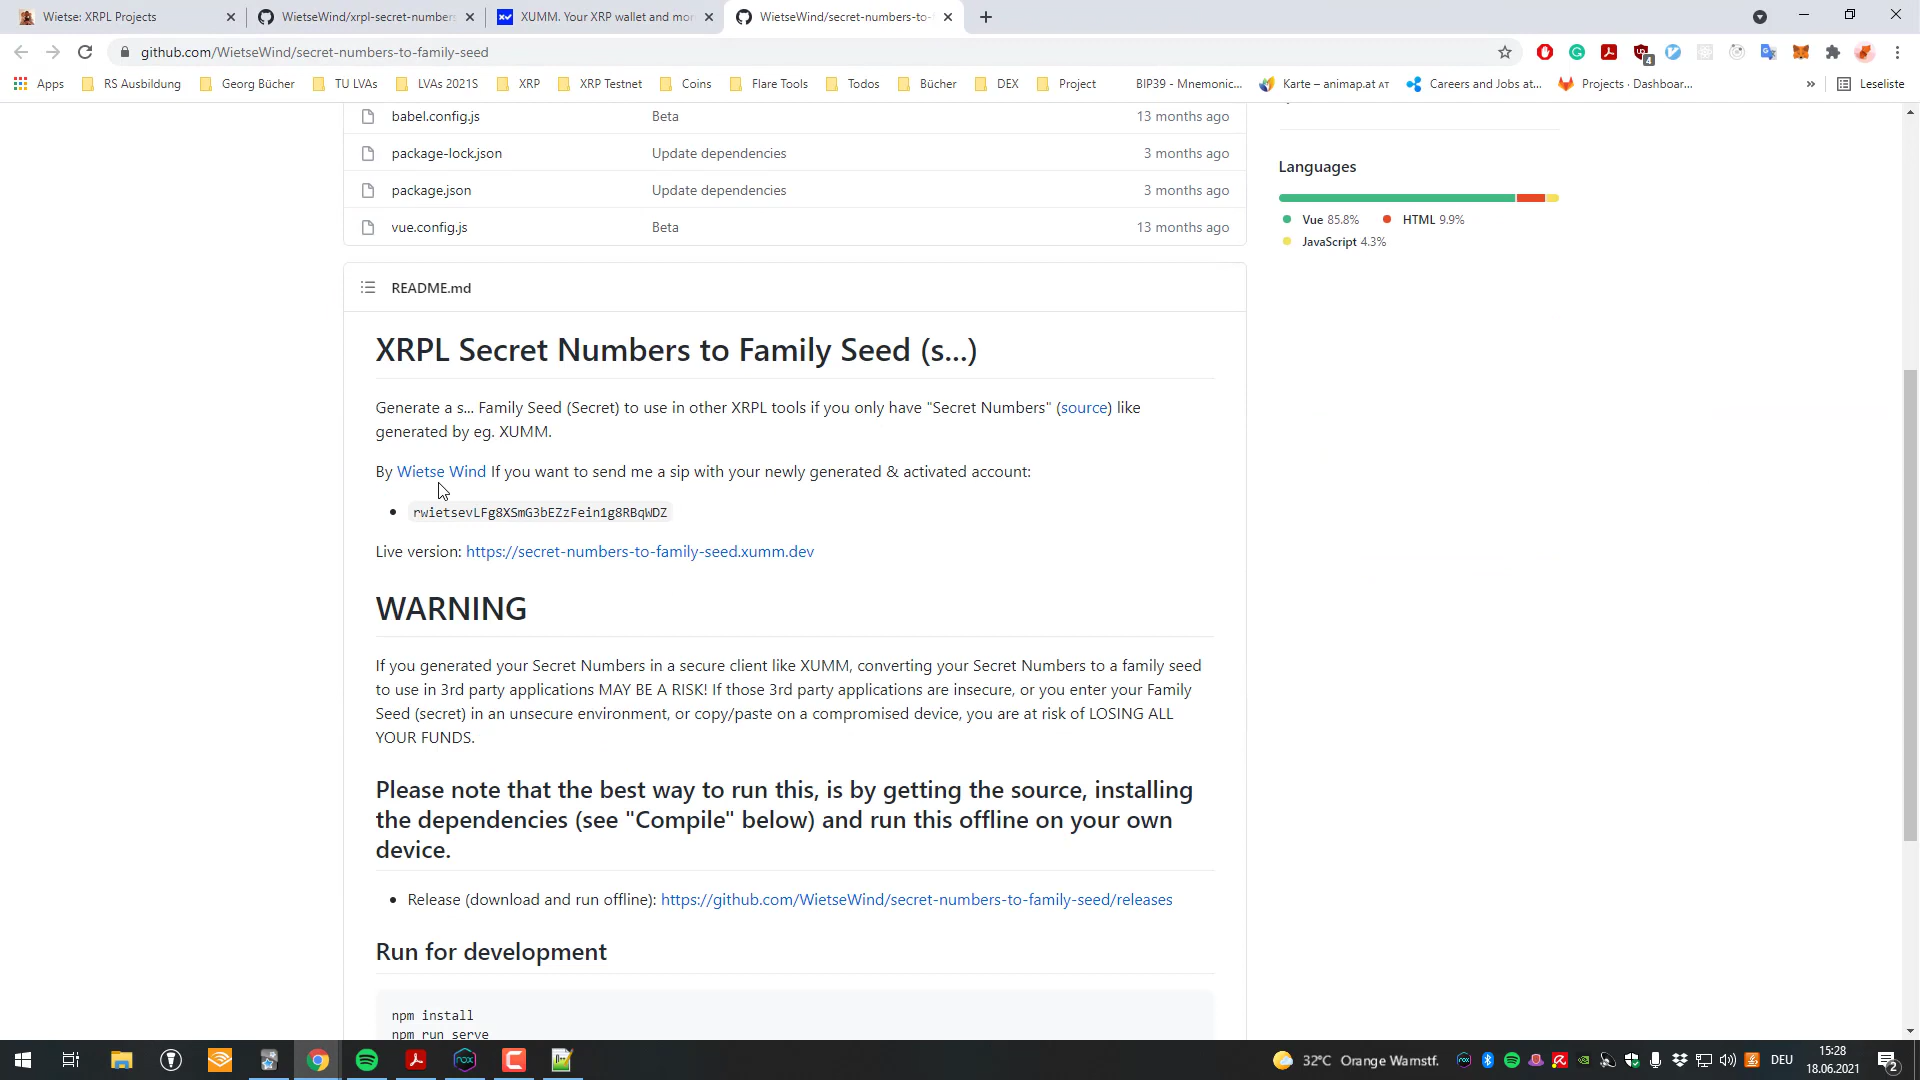 Wietse: XRPL Projects
WietseWind/xrpl-secret-numbers
XUMM. Your XRP wallet and mor
WietseWind/secret-numbers-to-
github.com/WietseWind/secret-numbers-to-family-seed
4
Apps RS Ausbildung Georg Bücher TU LVAs LVAs 2021S XRP XRP Testnet Coins Flare Tools Todos Bücher DEX Project BIP39 - Mnemonic... Karte – animap.at AT Careers and Jobs at... Projects · Dashboar... » Leseliste
babel.config.js Beta 13 months ago
package-lock.json Update dependencies 3 months ago
package.json Update dependencies 3 months ago
vue.config.js Beta 13 months ago
Languages
Vue 85.8% HTML 9.9%
JavaScript 4.3%
README.md
XRPL Secret Numbers to Family Seed (s...)
Generate a s... Family Seed (Secret) to use in other XRPL tools if you only have "Secret Numbers" (source) like
generated by eg. XUMM.
By Wietse Wind If you want to send me a sip with your newly generated & activated account:
rwietsevLFg8XSmG3bEZzFein1g8RBqWDZ
Live version: https://secret-numbers-to-family-seed.xumm.dev
WARNING
If you generated your Secret Numbers in a secure client like XUMM, converting your Secret Numbers to a family seed
to use in 3rd party applications MAY BE A RISK! If those 3rd party applications are insecure, or you enter your Family
Seed (secret) in an unsecure environment, or copy/paste on a compromised device, you are at risk of LOSING ALL
YOUR FUNDS.
Please note that the best way to run this, is by getting the source, installing
the dependencies (see "Compile" below) and run this offline on your own
device.
Release (download and run offline): https://github.com/WietseWind/secret-numbers-to-family-seed/releases
Run for development
npm install
npm run serve
32°C Orange Warnstf.
DEU
15:28
18.06.2021
2